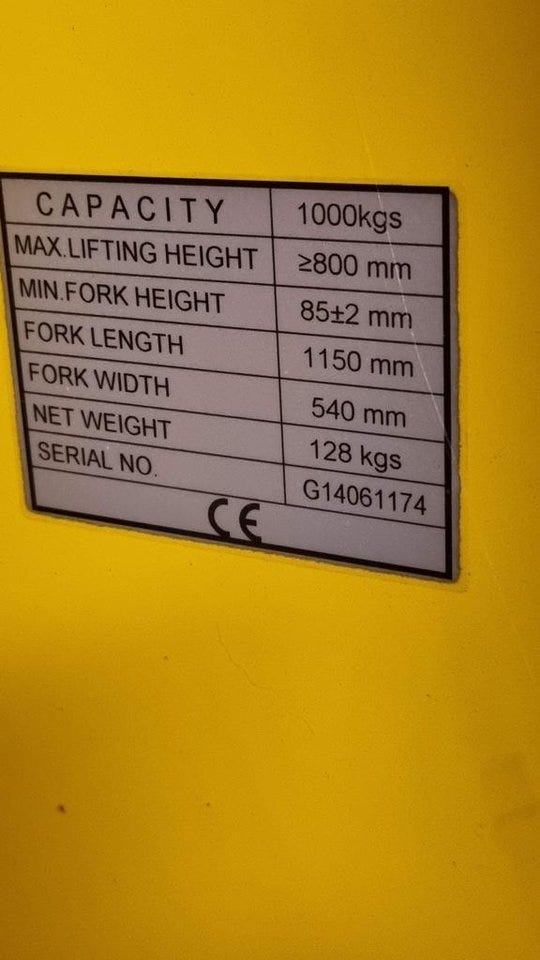 CAPACITY 1000kgs
MAX.LIFTING HEIGHT ≥800 mm
MIN.FORK HEIGHT 85±2 mm
FORK LENGTH 1150 mm
FORK WIDTH 540 mm
NET WEIGHT 128 kgs
SERIAL NO. G14061174
CE